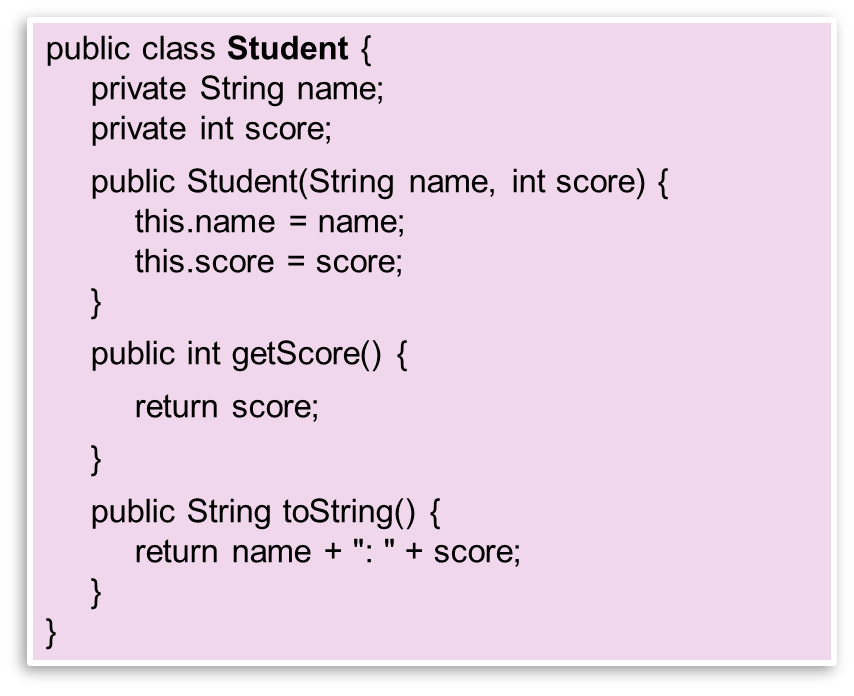 public class Student {
private String name;
private int score;
public Student(String name, int score) {
this.name = name;
this.score = score;
}
public int getScore() {
return score;
}
public String toString() {
return name + ": " + score;
}
}